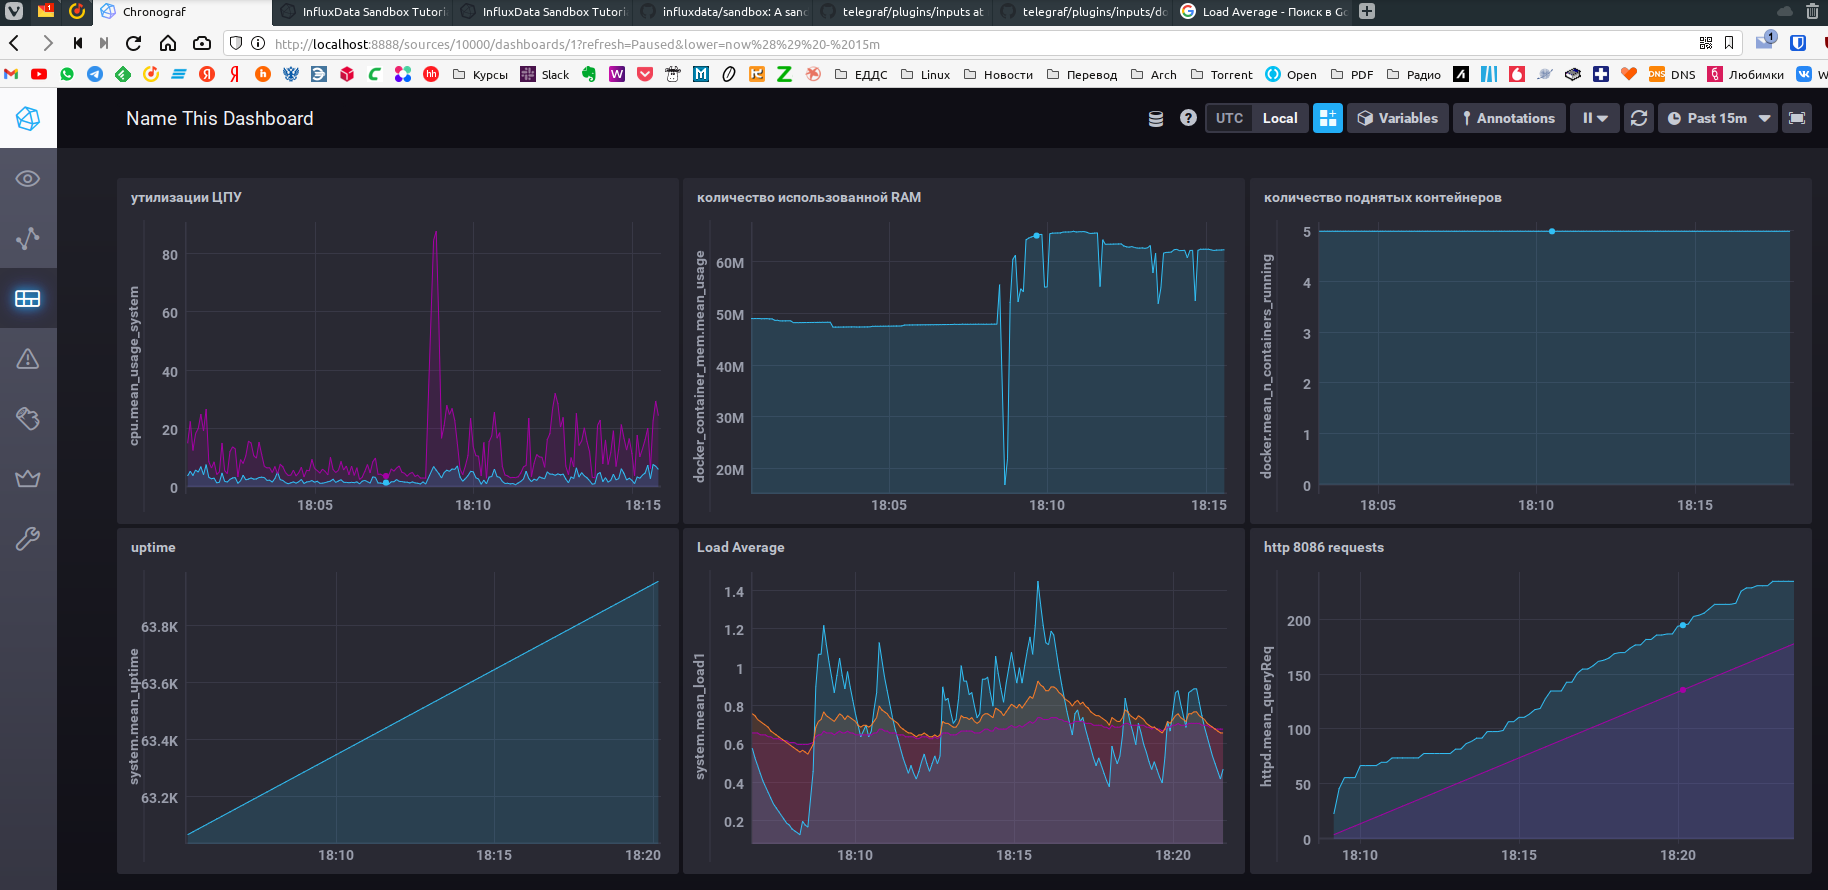 1
Chronograf
InfluxData Sandbox Tutori
InfluxData Sandbox Tutoria
influxdata/sandbox: A san
telegraf/plugins/inputs at
telegraf/plugins/inputs/do
Load Average - Поиск в Go
http://localhost:8888/sources/10000/dashboards/1?refresh=Paused&lower=now%28%29%20-%2015m
1
Курсы
Slack
ЕДДС
Linux
Новости
Перевод
Arch
Torrent
Open
PDF
Радио
DNS
Любимки
Name This Dashboard
UTC
Local
Variables
Annotations
Past 15m
утилизации ЦПУ
cpu.mean_usage_system
80
60
40
20
0
18:05
18:10
18:15
количество использованной RAM
docker_container_mem.mean_usage
60M
50M
40M
30M
20M
18:05
18:10
18:15
количество поднятых контейнеров
docker.mean_n_containers_running
5
4
3
2
1
0
18:05
18:10
18:15
uptime
system.mean_uptime
63.8K
63.6K
63.4K
63.2K
18:10
18:15
18:20
Load Average
system.mean_load1
1.4
1.2
1
0.8
0.6
0.4
0.2
18:10
18:15
18:20
http 8086 requests
httpd.mean_queryReq
200
150
100
50
0
18:10
18:15
18:20